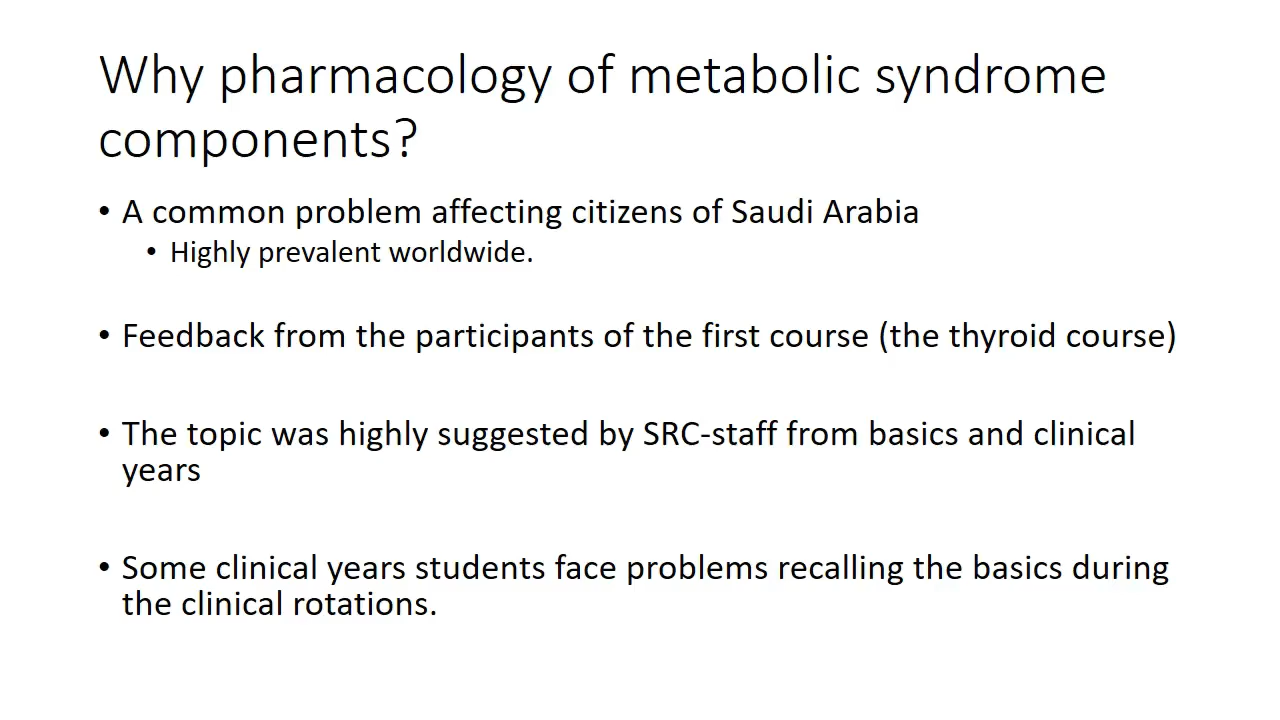 Why pharmacology of metabolic syndrome
components?
• A common problem affecting citizens of Saudi Arabia
• Highly prevalent worldwide.
• Feedback from the participants of the first course (the thyroid course)
• The topic was highly suggested by SRC-staff from basics and clinical
years
• Some clinical years students face problems recalling the basics during
the clinical rotations.